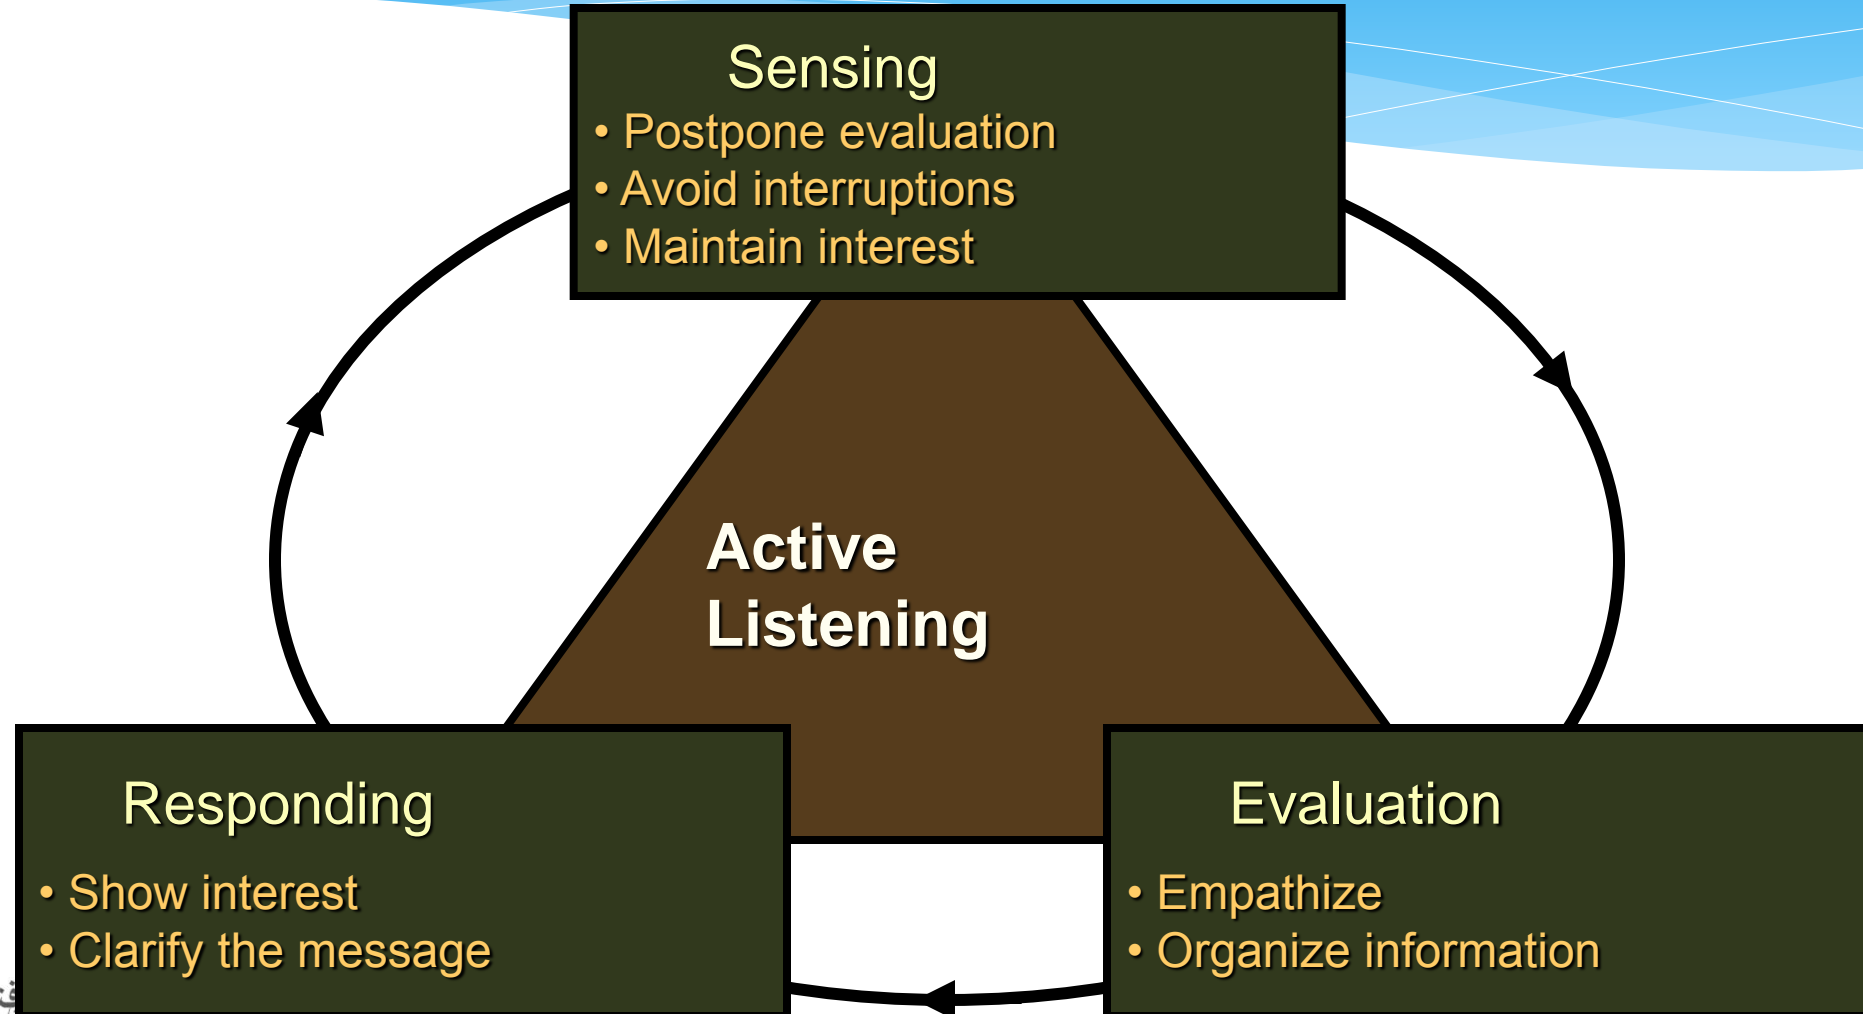 Sensing
• Postpone evaluation
• Avoid interruptions
• Maintain interest
Active
Listening
Responding
• Show interest
• Clarify the message
Evaluation
• Empathize
• Organize information